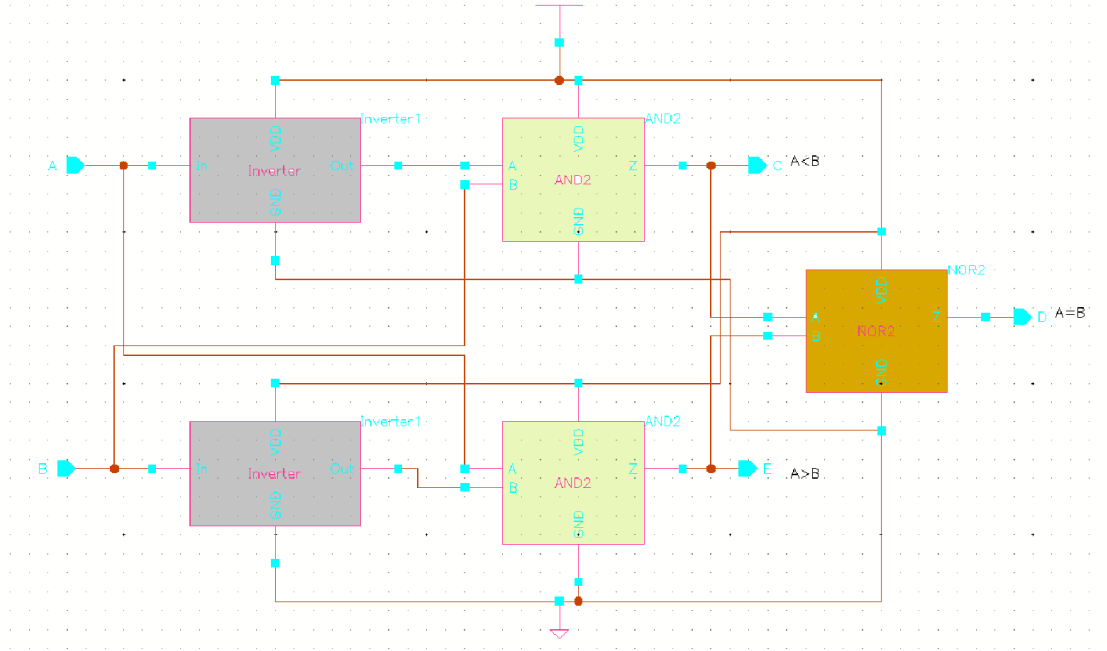 Inverter1
AND2
VDD
VDD
A
In
Inverter
Out
A
B
AND2
Z
C
A<B
GND
GND
NOR2
VDD
A
B
NOR2
Z
D
A=B
GND
Inverter1
AND2
VDD
VDD
B
In
Inverter
Out
A
B
AND2
Z
E
A>B
GND
GND